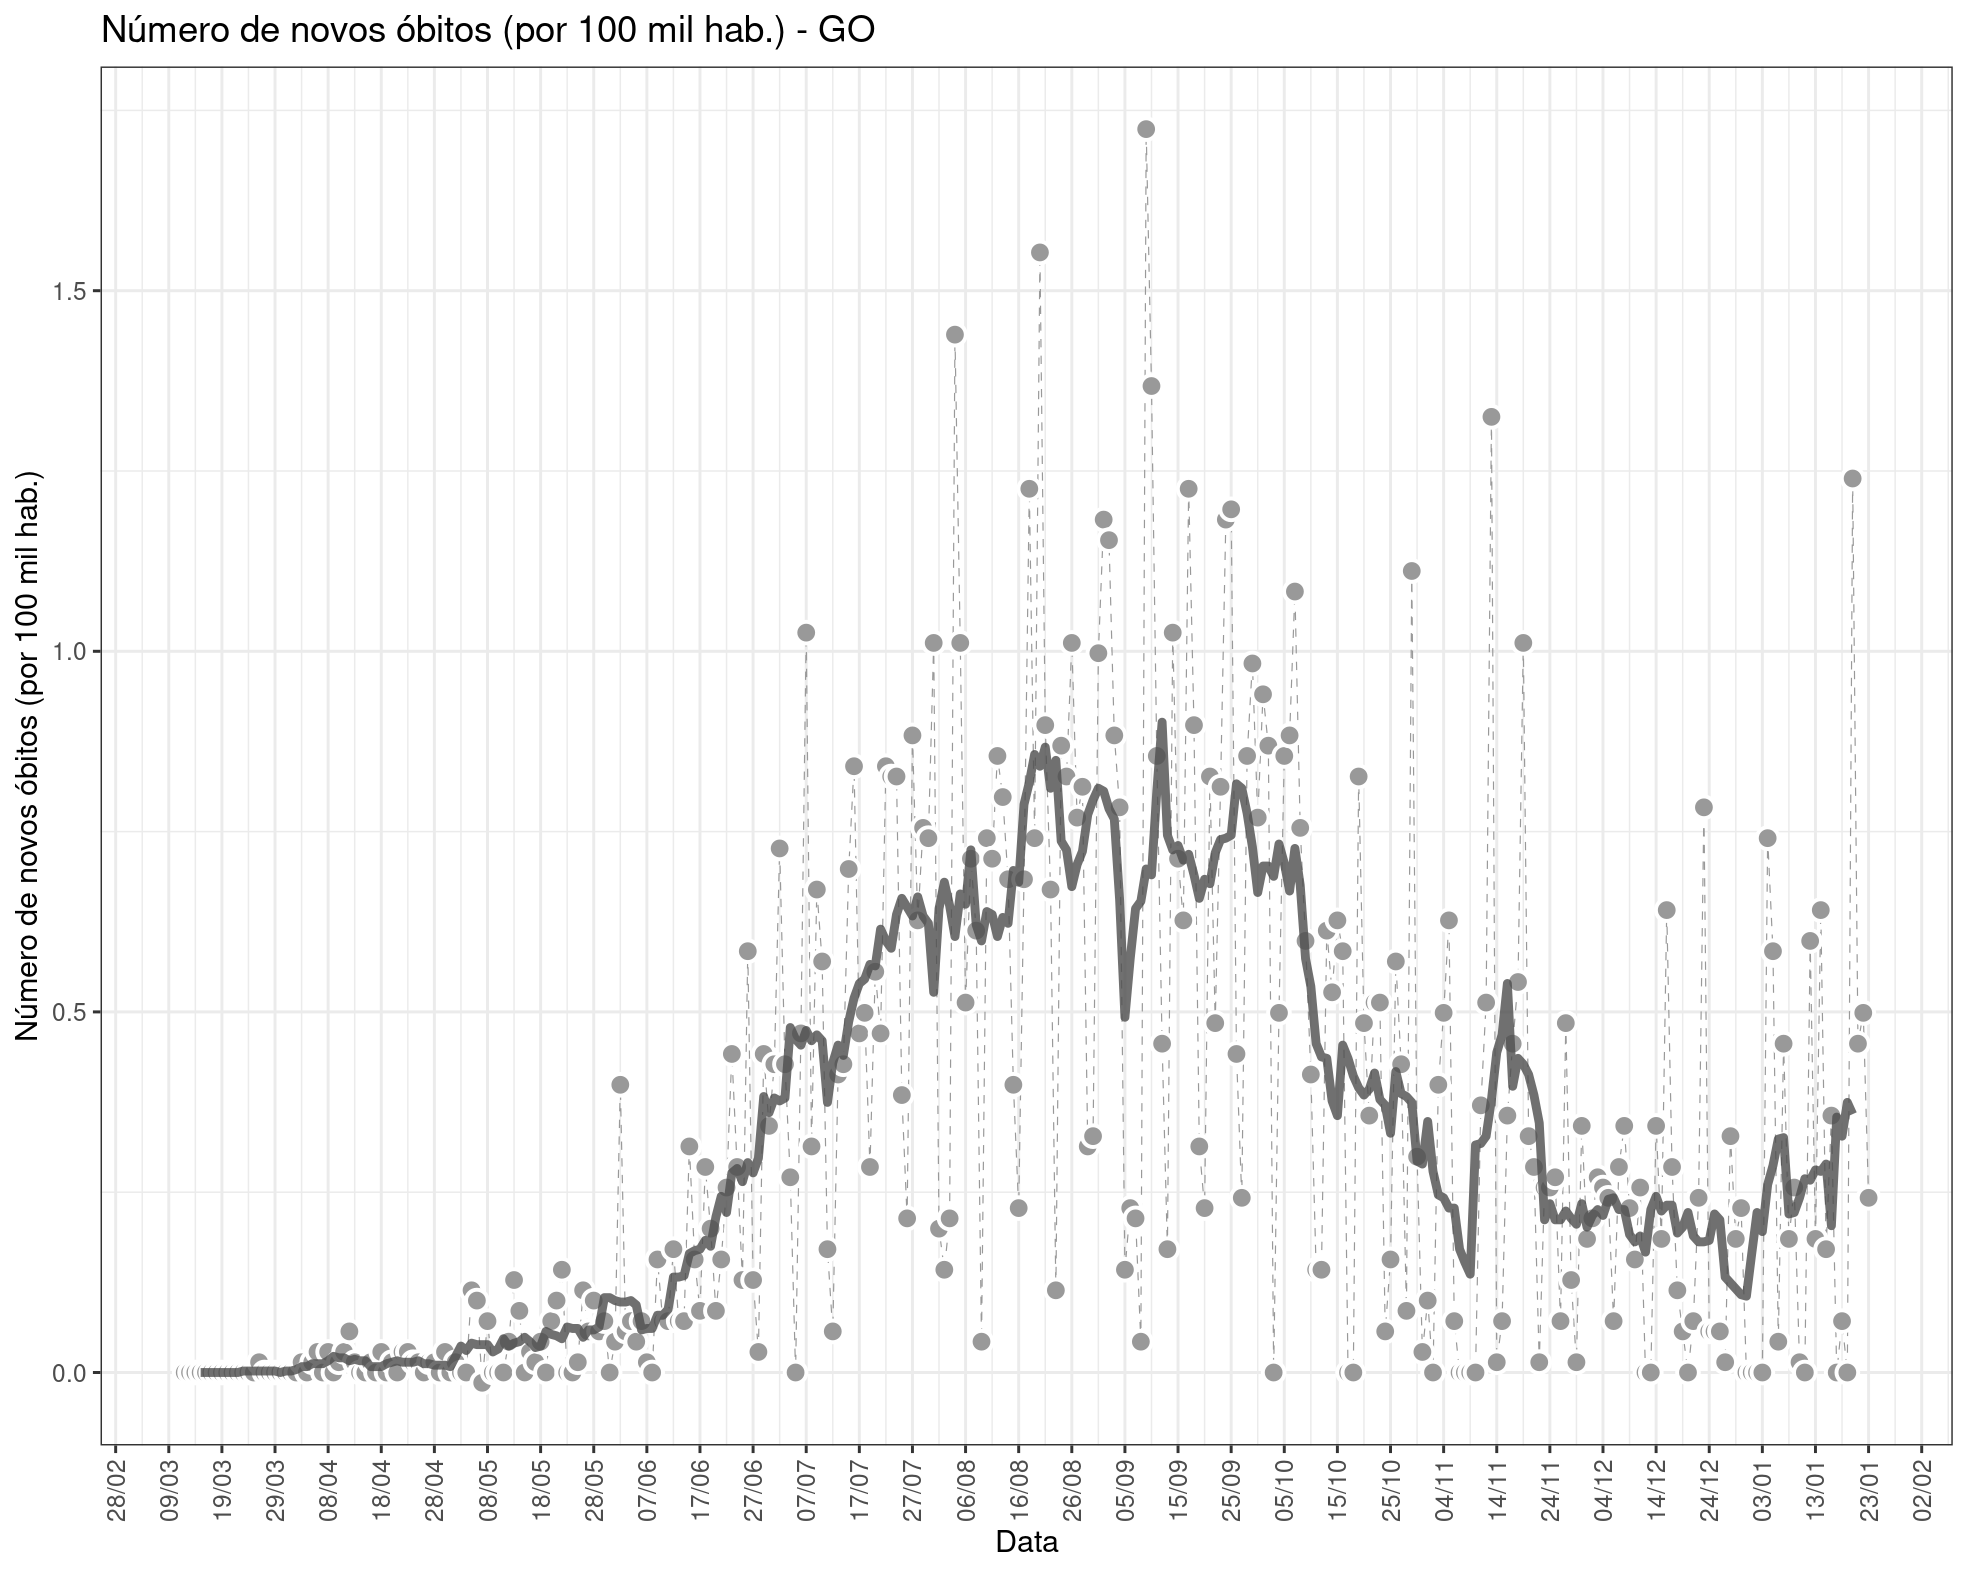 Número de novos óbitos (por 100 mil hab.) - GO
Número de novos óbitos (por 100 mil hab.)
1.5
1.0
0.5
0.0
28/02 09/03 19/03 29/03 08/04 18/04 28/04 08/05 18/05 28/05 07/06 17/06 27/06 07/07 17/07 27/07 06/08 16/08 26/08 05/09 15/09 25/09 05/10 15/10 25/10 04/11 14/11 24/11 04/12 14/12 24/12 03/01 13/01 23/01 02/02
Data